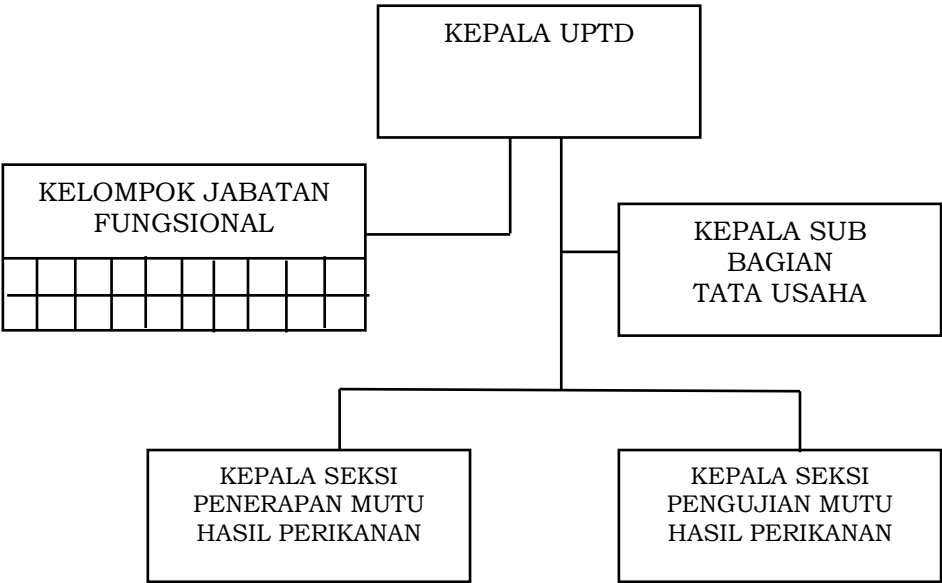 KEPALA UPTD
KELOMPOK JABATAN
FUNGSIONAL
KEPALA SUB
BAGIAN
TATA USAHA
KEPALA SEKSI
PENERAPAN MUTU
HASIL PERIKANAN
KEPALA SEKSI
PENGUJIAN MUTU
HASIL PERIKANAN